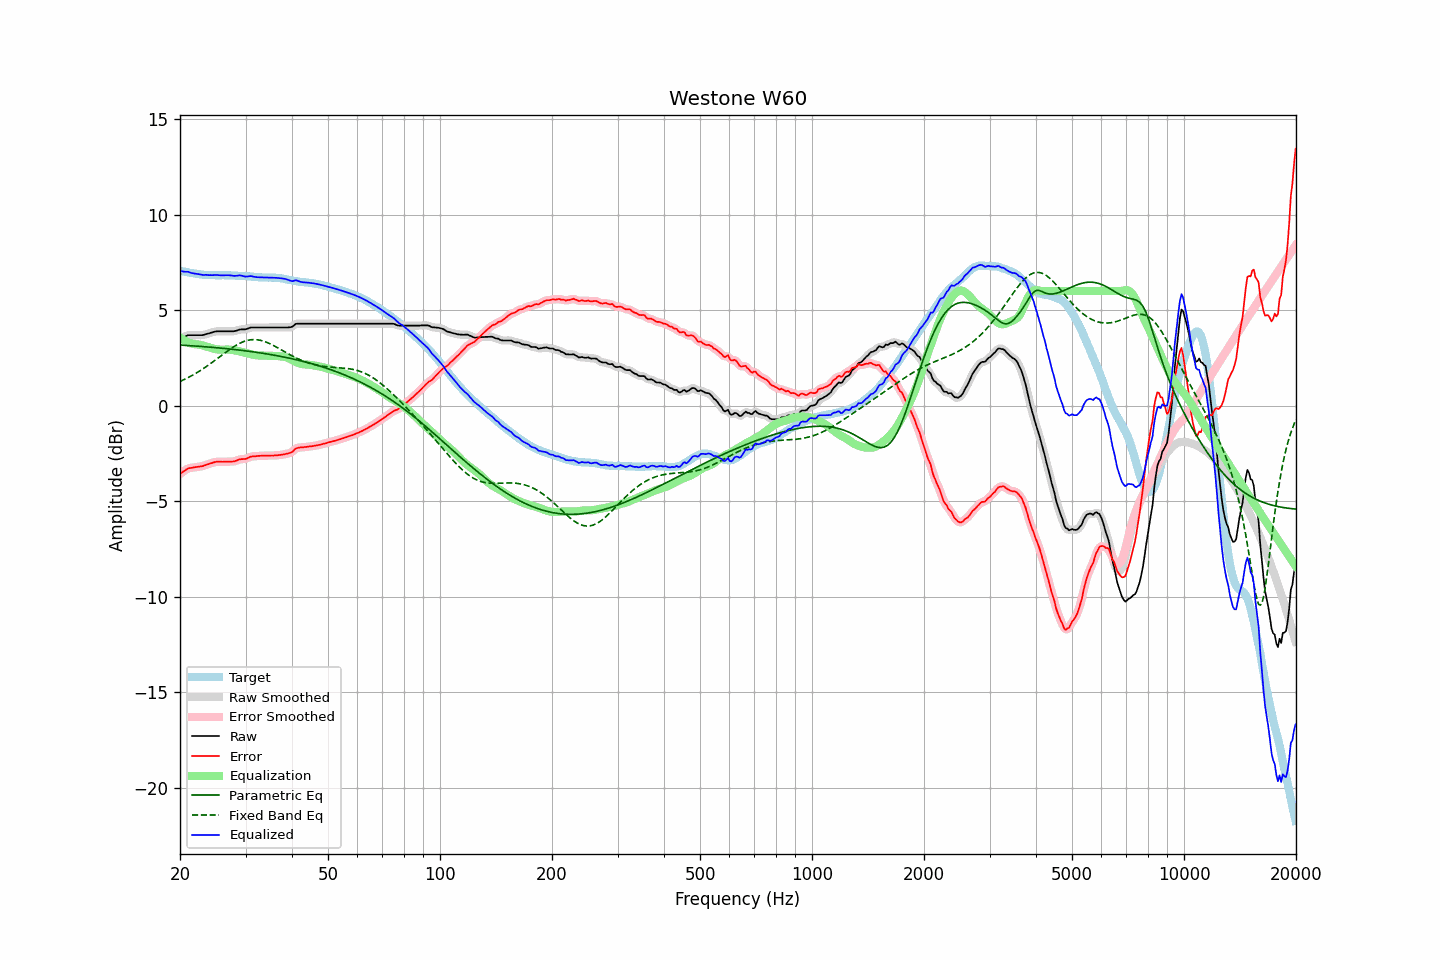 Westone W60
15
10
5
0
−5
−10
−15
−20
Amplitude (dBr)
Target
Raw Smoothed
Error Smoothed
Raw
Error
Equalization
Parametric Eq
Fixed Band Eq
Equalized
20 50 100 200 500 1000 2000 5000 10000 20000
Frequency (Hz)